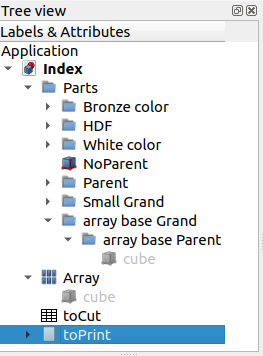 Tree view
Labels & Attributes
Application
Index
Parts
Bronze color
HDF
White color
NoParent
Parent
Small Grand
array base Grand
array base Parent
cube
Array
cube
toCut
toPrint